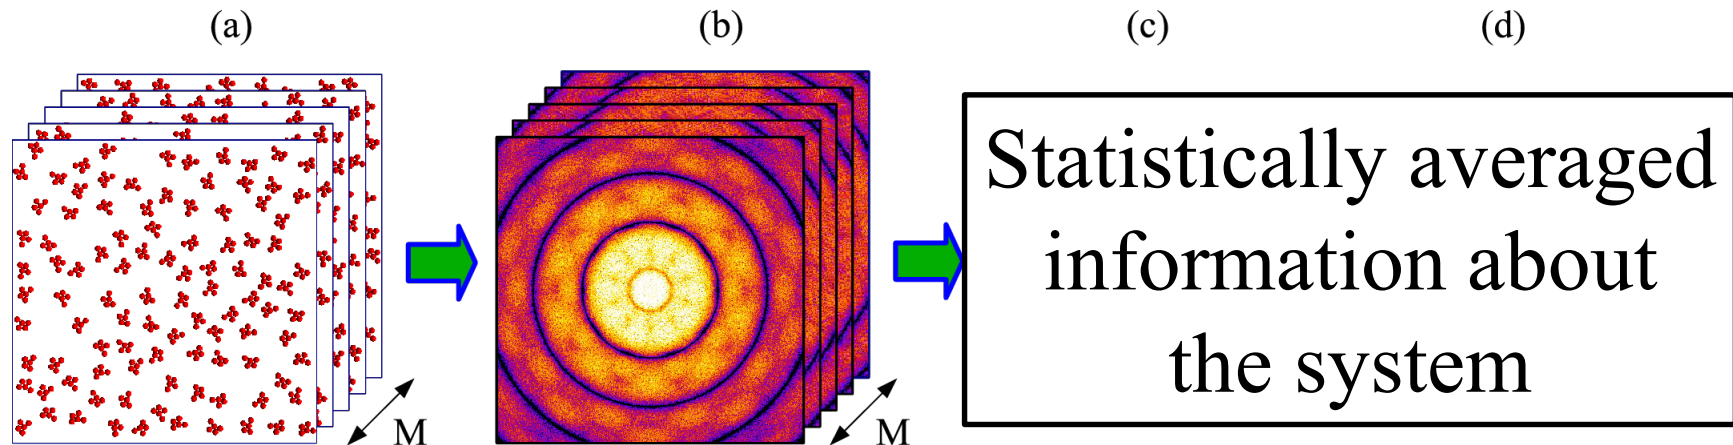 (a) (b) (c) (d)
Statistically averaged
information about
the system
M M